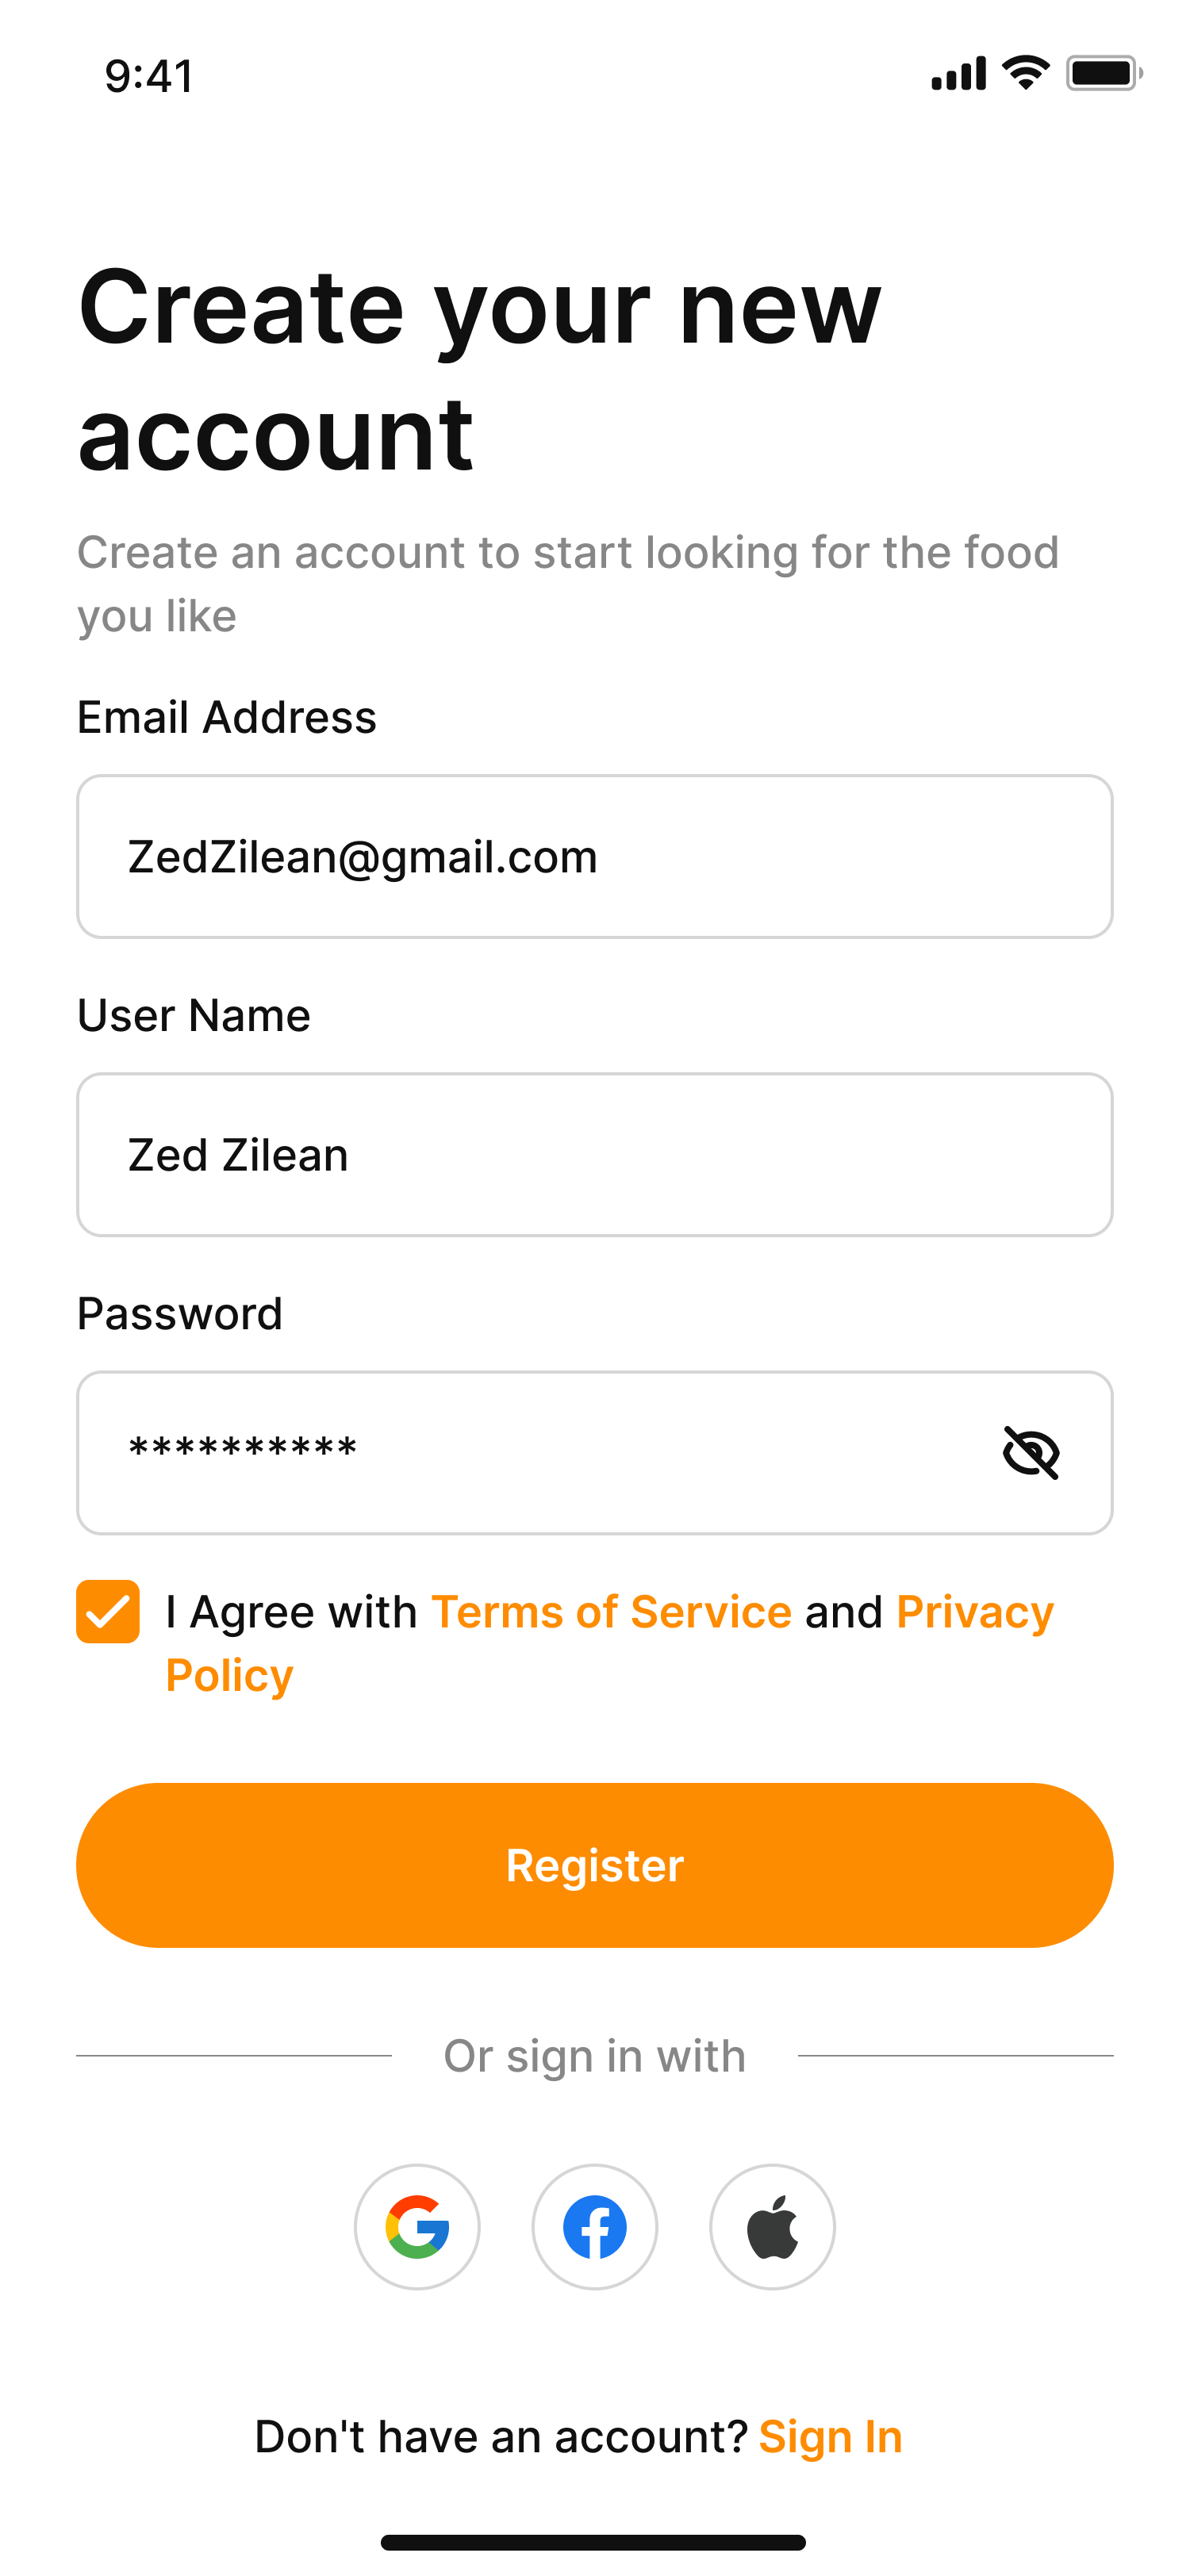 9:41
Create your new
account
Create an account to start looking for the food
you like
Email Address
ZedZilean@gmail.com
User Name
Zed Zilean
Password
**********
I Agree with Terms of Service and Privacy
Policy
Register
Or sign in with
Don't have an account? Sign In